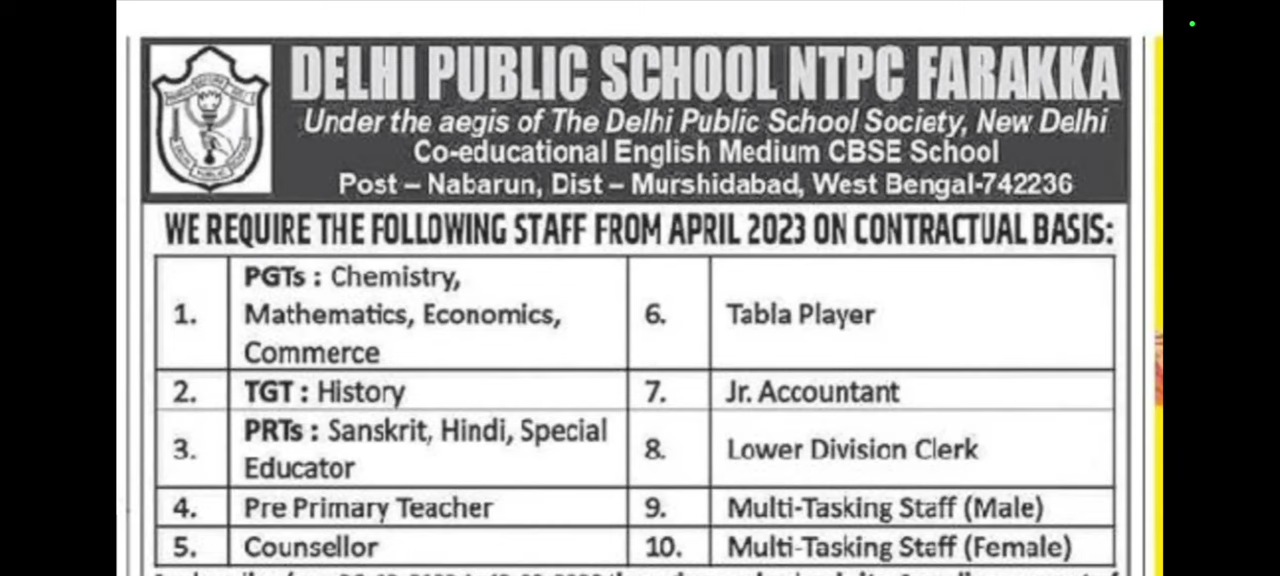 DELHI PUBLIC SCHOOL NTPC FARAKKA
Under the aegis of The Delhi Public School Society, New Delhi
Co-educational English Medium CBSE School
Post – Nabarun, Dist – Murshidabad, West Bengal-742236
WE REQUIRE THE FOLLOWING STAFF FROM APRIL 2023 ON CONTRACTUAL BASIS:
1.
PGTs : Chemistry,
Mathematics, Economics,
Commerce
6.
Tabla Player
2.
TGT : History
7.
Jr. Accountant
3.
PRTs : Sanskrit, Hindi, Special
Educator
8.
Lower Division Clerk
4.
Pre Primary Teacher
9.
Multi-Tasking Staff (Male)
5.
Counsellor
10.
Multi-Tasking Staff (Female)